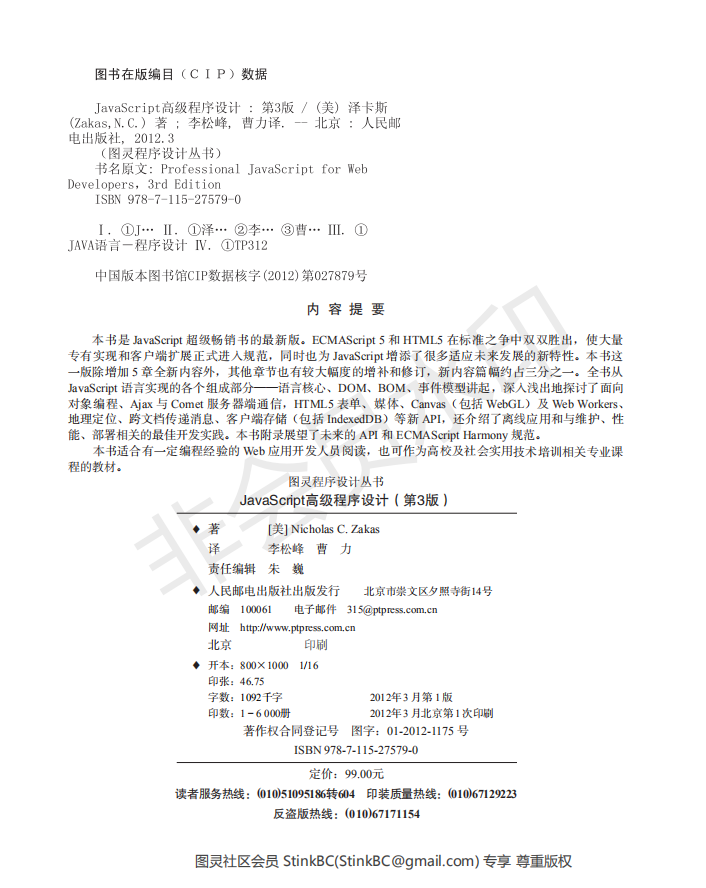 图书在版编目（ＣＩＰ）数据
JavaScript高级程序设计 : 第3版 / (美) 泽卡斯
(Zakas,N.C.) 著 ; 李松峰, 曹力译. -- 北京 : 人民邮
电出版社, 2012.3
（图灵程序设计丛书）
书名原文: Professional JavaScript for Web
Developers, 3rd Edition
ISBN 978-7-115-27579-0
Ⅰ. ①J… Ⅱ. ①泽… ②李… ③曹… Ⅲ. ①
JAVA语言－程序设计 Ⅳ. ①TP312
中国版本图书馆CIP数据核字(2012)第027879号
内 容 提 要
本书是 JavaScript 超级畅销书的最新版。ECMAScript 5 和 HTML5 在标准之争中双双胜出，使大量
专有实现和客户端扩展正式进入规范，同时也为 JavaScript 增添了很多适应未来发展的新特性。本书这
一版除增加 5 章全新内容外，其他章节也有较大幅度的增补和修订，新内容篇幅约占三分之一。全书从
JavaScript 语言实现的各个组成部分——语言核心、DOM、BOM、事件模型讲起，深入浅出地探讨了面向
对象编程、Ajax 与 Comet 服务器端通信，HTML5 表单、媒体、Canvas（包括 WebGL）及 Web Workers、
地理定位、跨文档传递消息、客户端存储（包括 IndexedDB）等新 API，还介绍了离线应用和与维护、性
能、部署相关的最佳开发实践。本书附录展望了未来的 API 和 ECMAScript Harmony 规范。
本书适合有一定编程经验的 Web 应用开发人员阅读，也可作为高校及社会实用技术培训相关专业课
程的教材。
图灵程序设计丛书
JavaScript高级程序设计（第3版）
♦ 著 [美] Nicholas C. Zakas
译 李松峰 曹 力
责任编辑 朱 巍
♦ 人民邮电出版社出版发行 北京市崇文区夕照寺街14号
邮编 100061 电子邮件 315@ptpress.com.cn
网址 http://www.ptpress.com.cn
北京 印刷
♦ 开本：800×1000 1/16
印张：46.75
字数：1092千字 2012年 3 月第 1 版
印数：1－6 000册 2012年 3 月北京第 1 次印刷
著作权合同登记号 图字：01-2012-1175 号
ISBN 978-7-115-27579-0
定价：99.00元
读者服务热线：(010)51095186转604 印装质量热线：(010)67129223
反盗版热线：(010)67171154
非会员水印
图灵社区会员 StinkBC(StinkBC@gmail.com) 专享 尊重版权